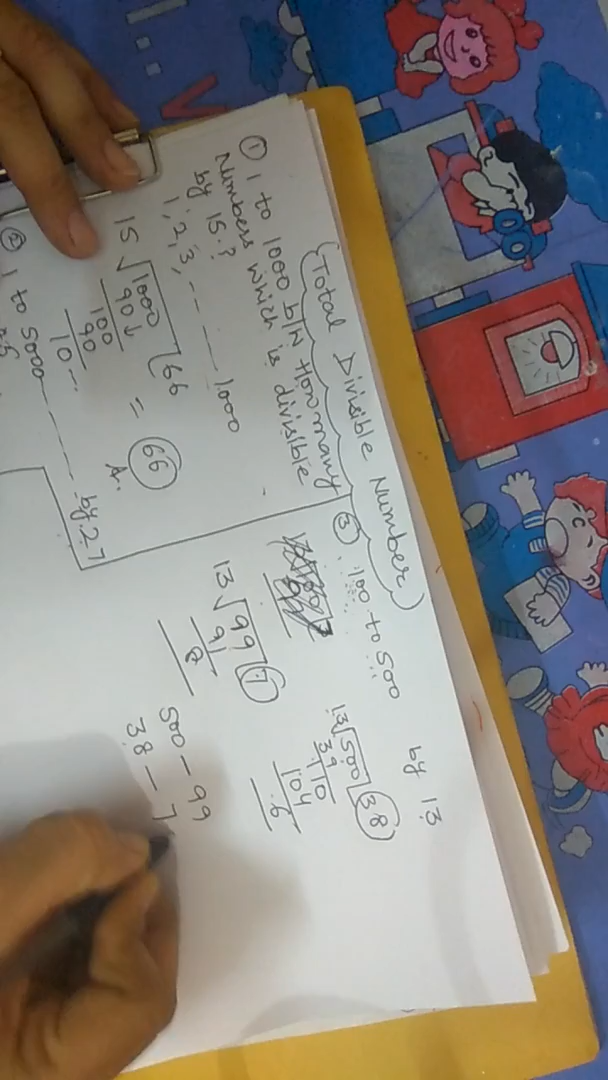 (Total Divisible Number)
① 1 to 1000 b/w How many
Numbers which is divisible
by 15.?
1, 2, 3, ------ 1000
15√1000 66 = 66
90↓
100
90
10
A.
② 1 to 5000 ------ by 27
③ 100 to 500 by 13
13√99 7
91
8
13√500 38
39
110
104
6
500 - 99
38 - 7